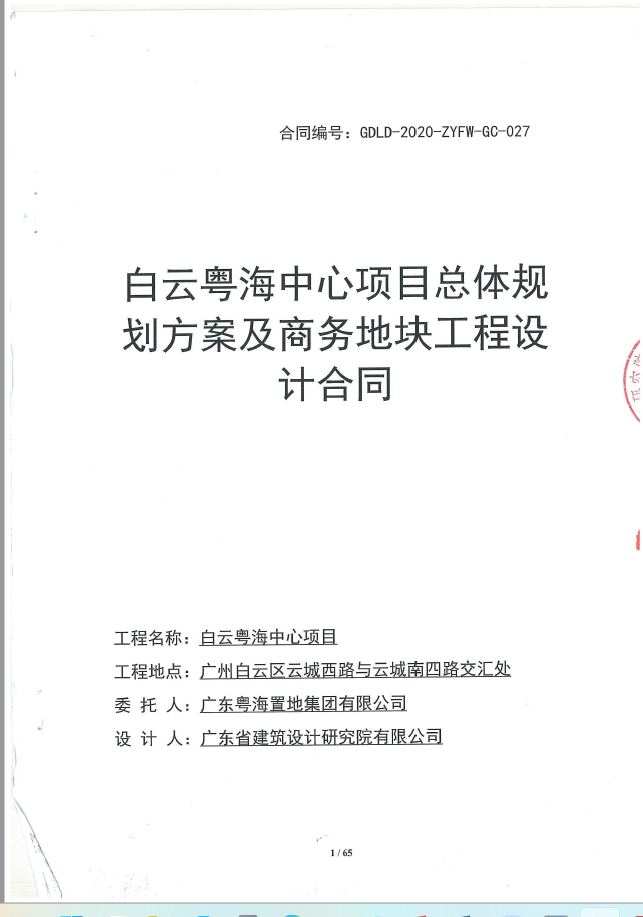 合同编号：GDLD-2020-ZYFW-GC-027
白云粤海中心项目总体规
划方案及商务地块工程设
计合同
工程名称：白云粤海中心项目
工程地点：广州白云区云城西路与云城南四路交汇处
委 托 人：广东粤海置地集团有限公司
设 计 人：广东省建筑设计研究院有限公司
1 / 65